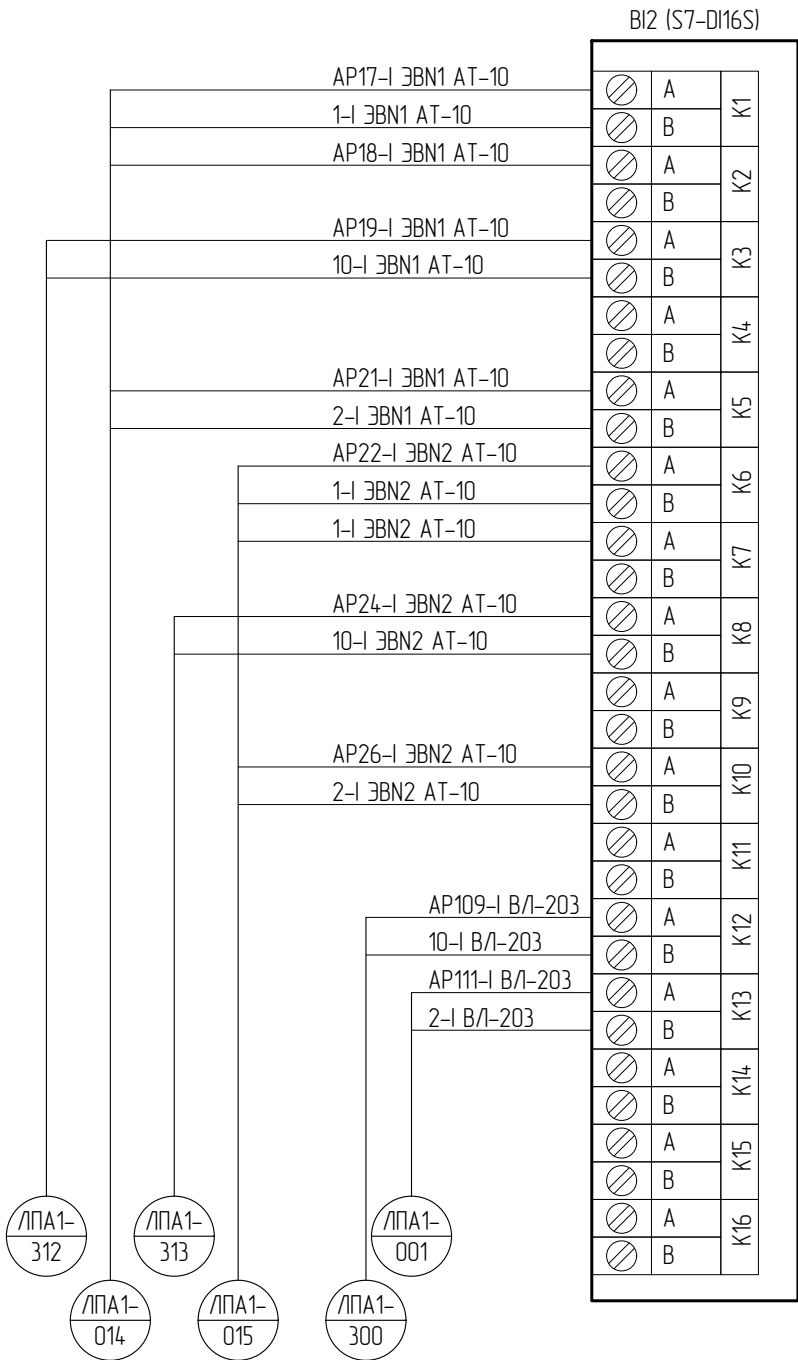 BI2 (S7-DI16S)
АР17-I ЭВN1 АТ-10
A
K1
1-I ЭВN1 АТ-10
B
АР18-I ЭВN1 АТ-10
A
K2
B
АР19-I ЭВN1 АТ-10
A
K3
10-I ЭВN1 АТ-10
B
A
K4
B
АР21-I ЭВN1 АТ-10
A
K5
2-I ЭВN1 АТ-10
B
АР22-I ЭВN2 АТ-10
A
K6
1-I ЭВN2 АТ-10
B
1-I ЭВN2 АТ-10
A
K7
B
АР24-I ЭВN2 АТ-10
A
K8
10-I ЭВN2 АТ-10
B
A
K9
B
АР26-I ЭВN2 АТ-10
A
K10
2-I ЭВN2 АТ-10
B
A
K11
B
АР109-I ВЛ-203
A
K12
10-I ВЛ-203
B
АР111-I ВЛ-203
A
K13
2-I ВЛ-203
B
A
K14
B
A
K15
B
A
K16
B
ЛПА1-
312
ЛПА1-
313
ЛПА1-
001
ЛПА1-
014
ЛПА1-
015
ЛПА1-
300